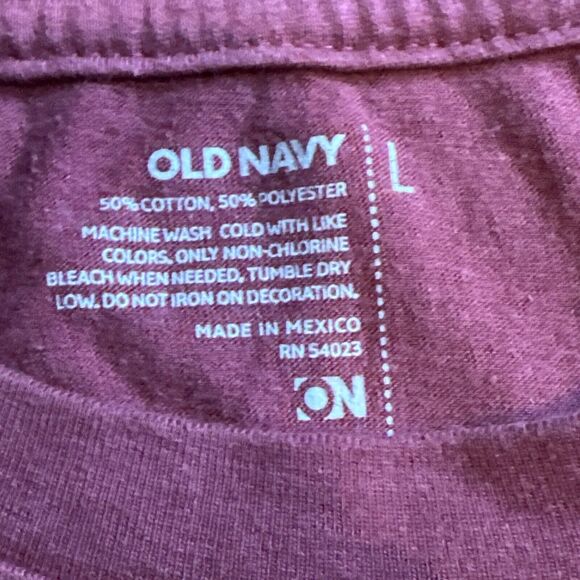 OLD NAVY
50% COTTON, 50% POLYESTER
MACHINE WASH COLD WITH LIKE
COLORS, ONLY NON-CHLORINE
BLEACH WHEN NEEDED, TUMBLE DRY
LOW. DO NOT IRON ON DECORATION.
MADE IN MEXICO
RN 54023
ON
L